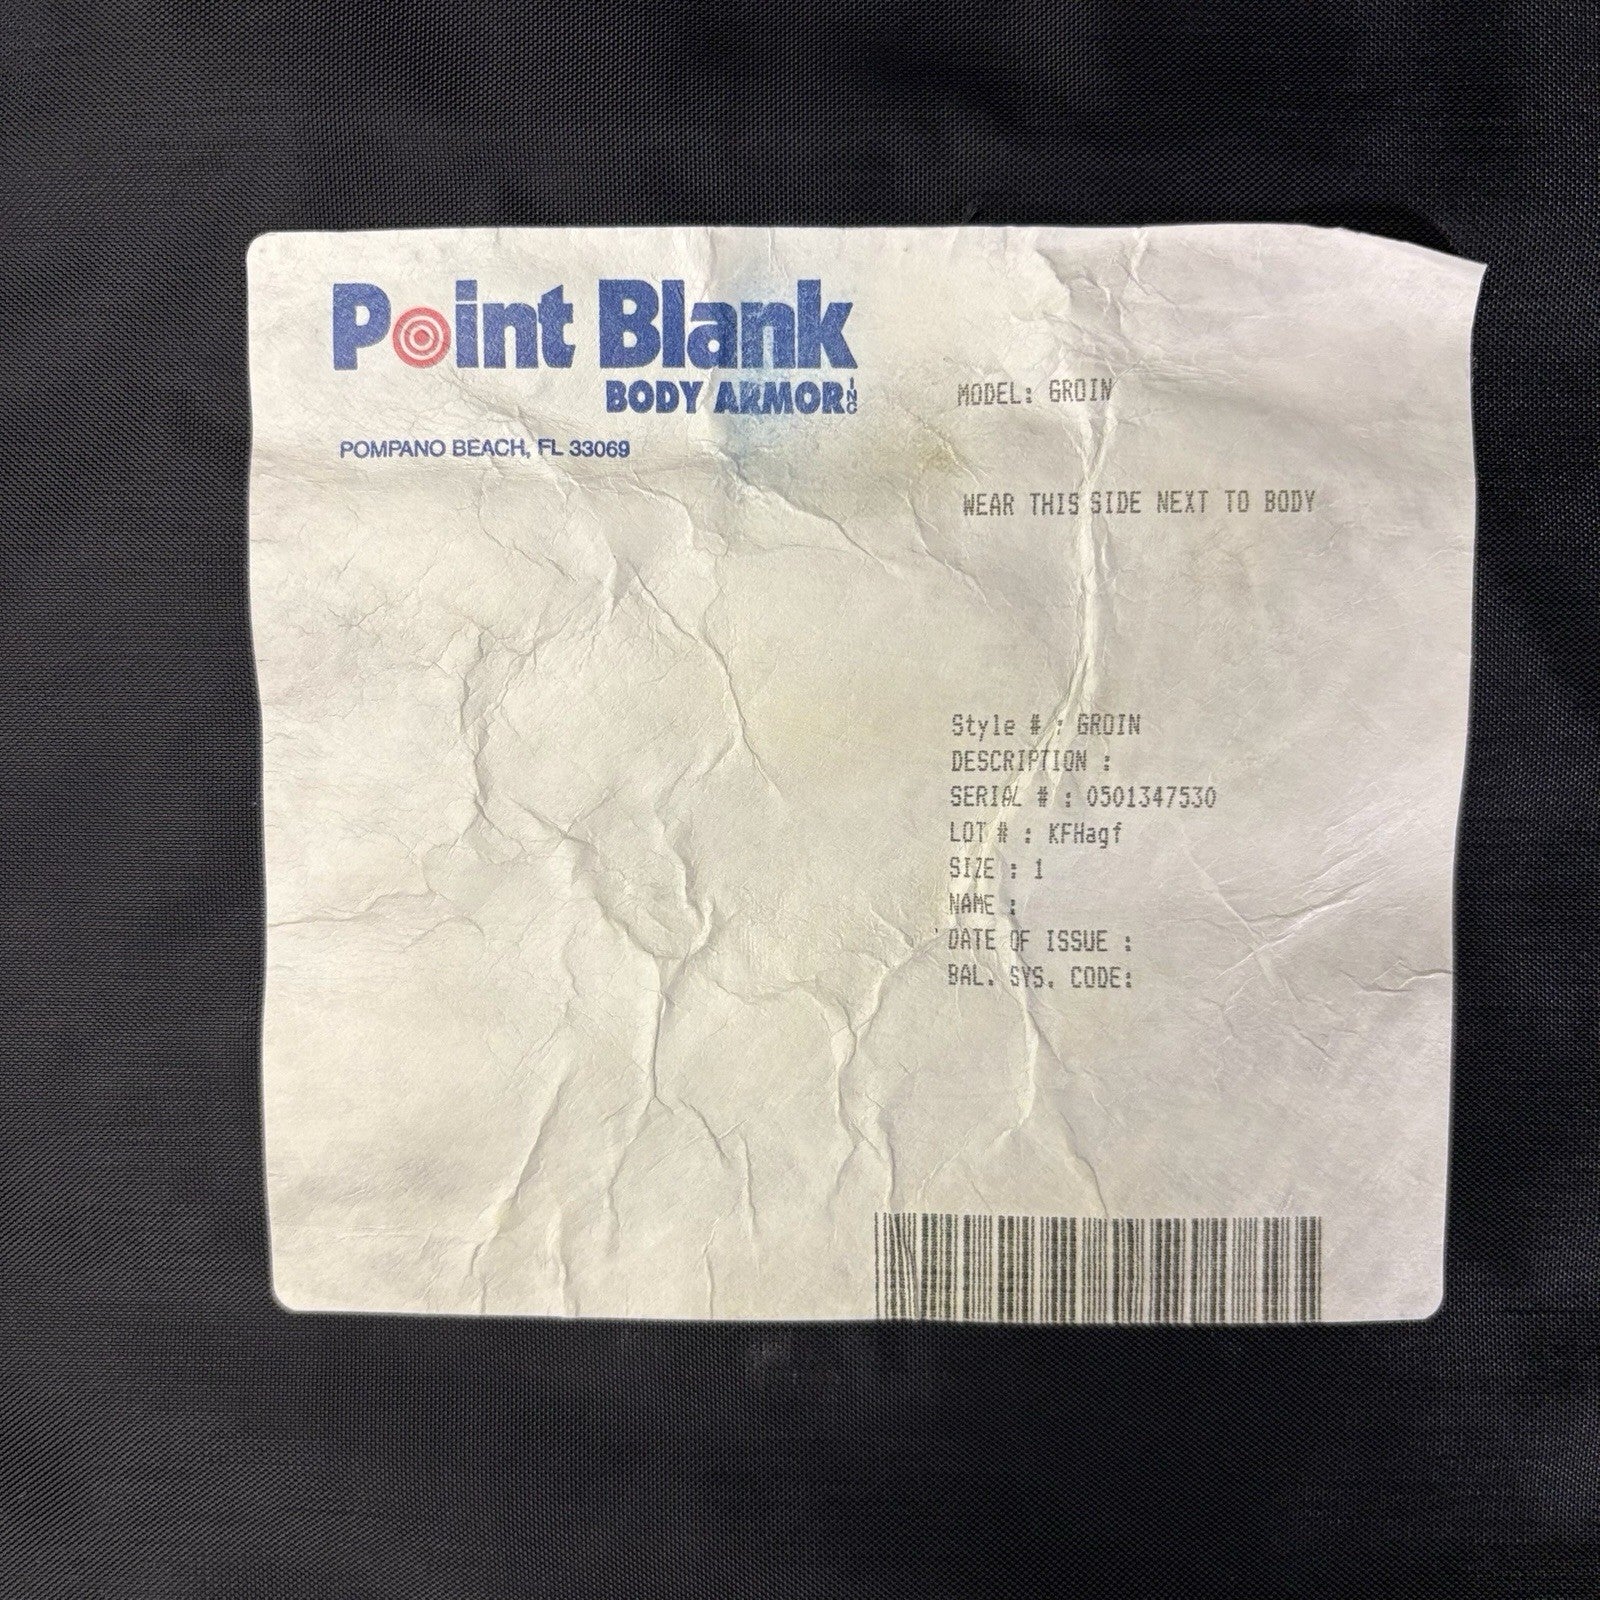 Point Blank
BODY ARMOR INC
POMPANO BEACH, FL 33069
MODEL: GROIN
WEAR THIS SIDE NEXT TO BODY
Style # : GROIN
DESCRIPTION :
SERIAL # : 0501347530
LOT # : KFHagf
SIZE : 1
NAME :
DATE OF ISSUE :
BAL. SYS. CODE: